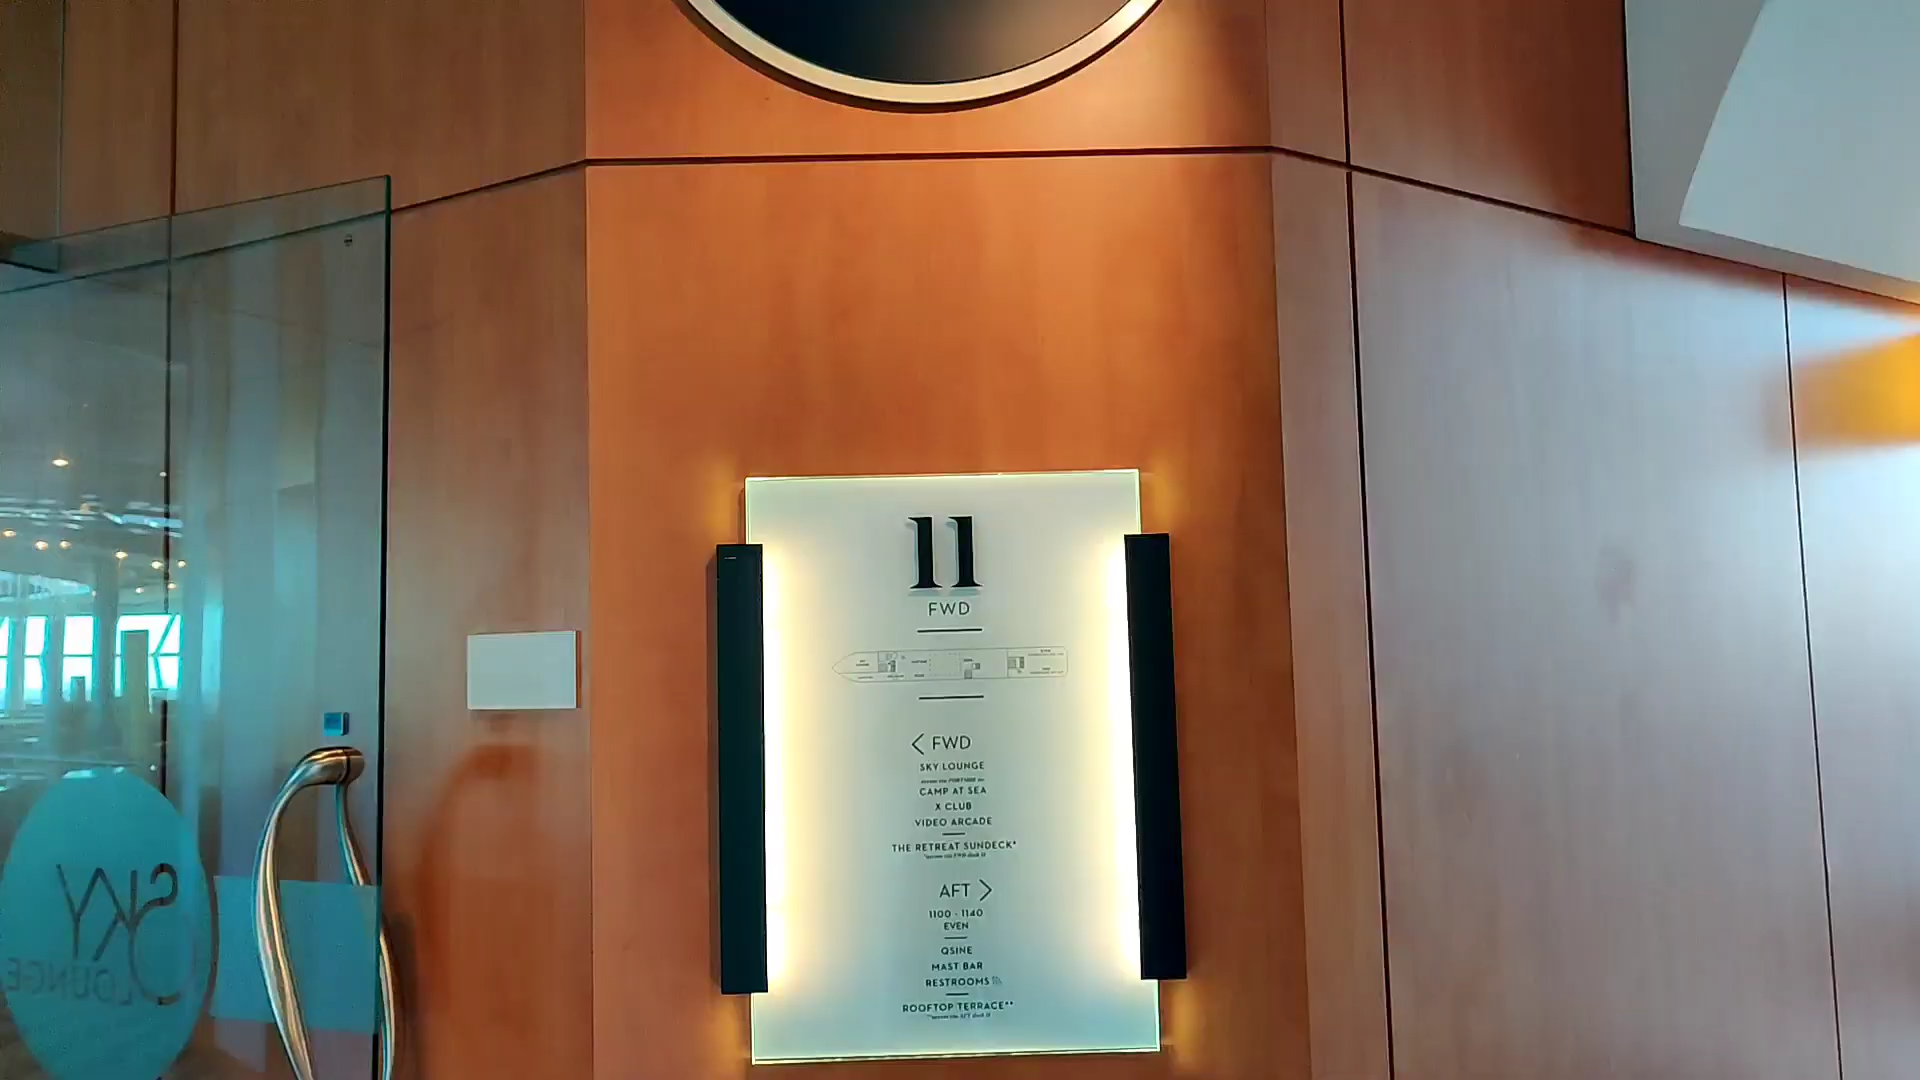 11
FWD
< FWD
SKY LOUNGE
CAMP AT SEA
X CLUB
VIDEO ARCADE
THE RETREAT SUNDECK*
AFT >
1100 - 1140
EVEN
QSINE
MAST BAR
RESTROOMS
ROOFTOP TERRACE**
SKY
LOUNGE